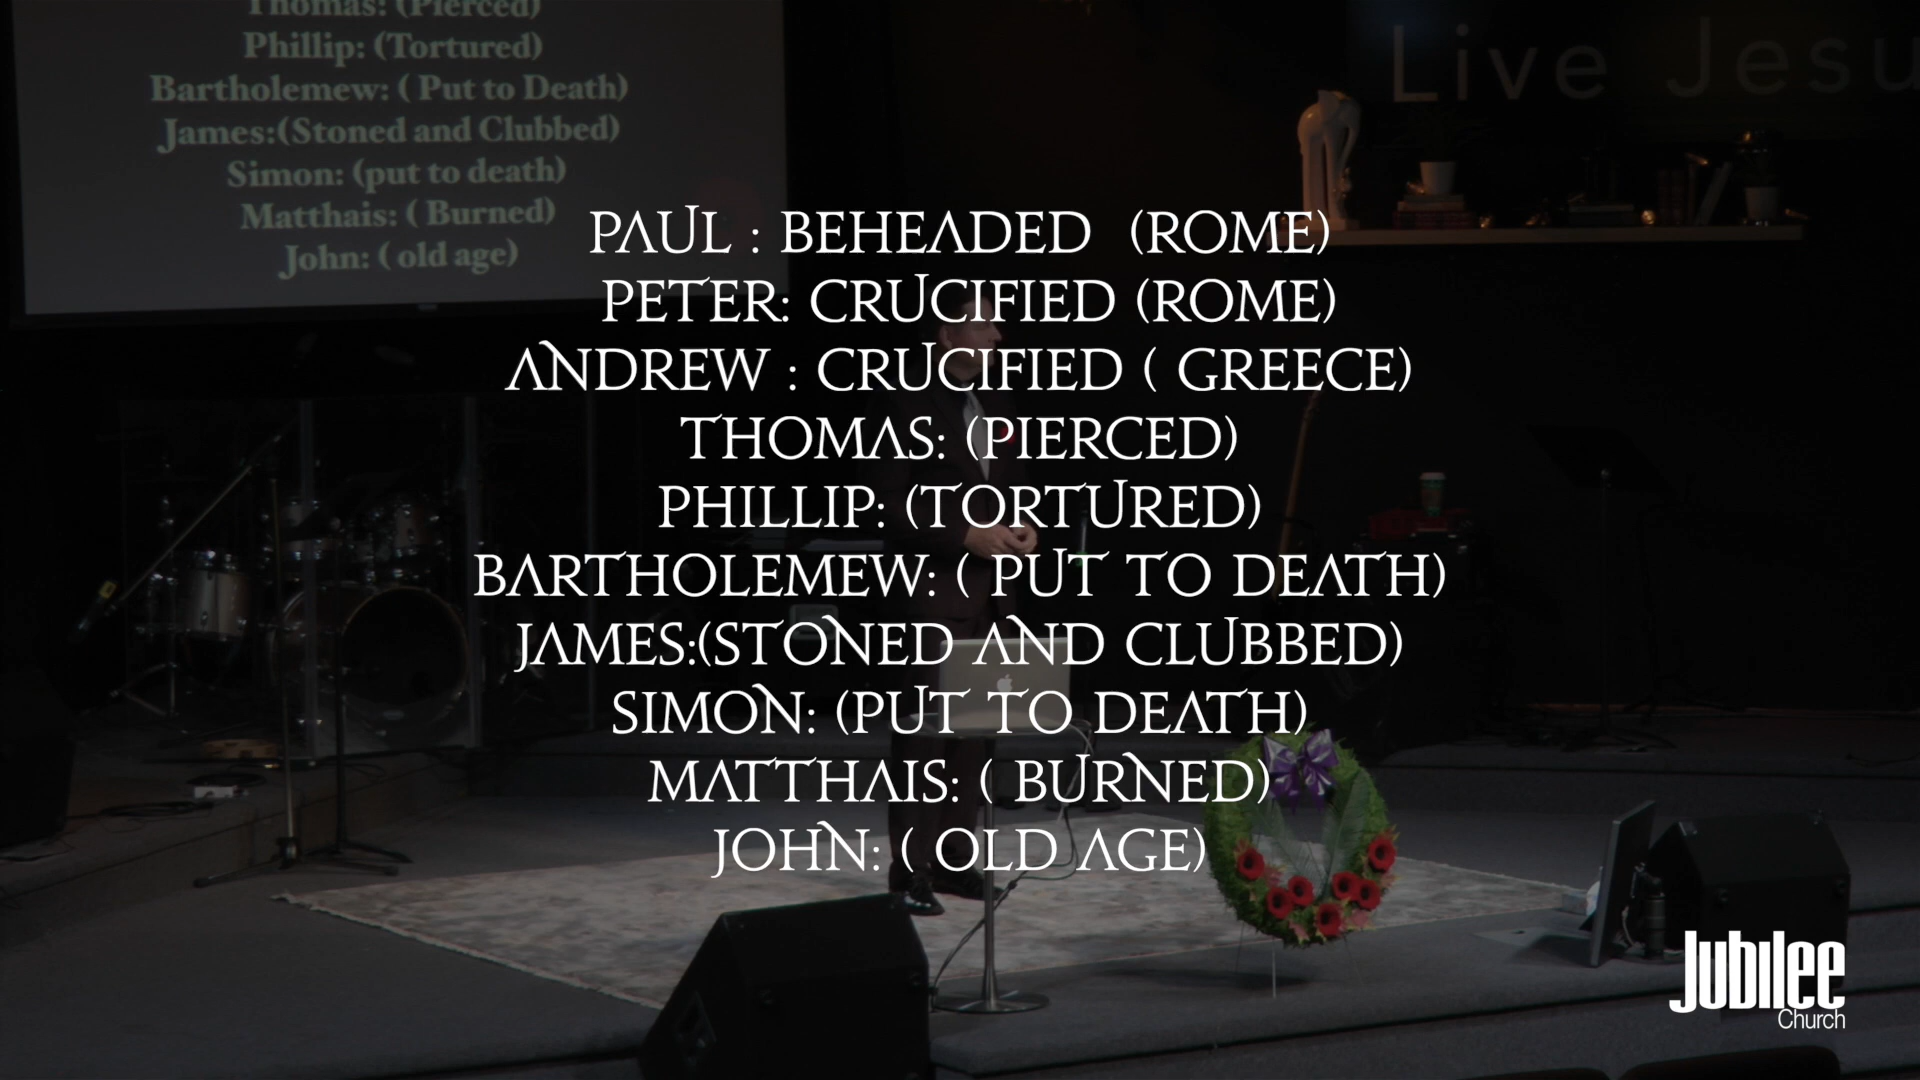 Thomas: (Pierced)
Phillip: (Tortured)
Bartholemew: ( Put to Death)
James:(Stoned and Clubbed)
Simon: (put to death)
Matthais: ( Burned)
John: ( old age)
Live Jesu
PAUL : BEHEADED (ROME)
PETER: CRUCIFIED (ROME)
ANDREW : CRUCIFIED ( GREECE)
THOMAS: (PIERCED)
PHILLIP: (TORTURED)
BARTHOLEMEW: ( PUT TO DEATH)
JAMES:(STONED AND CLUBBED)
SIMON: (PUT TO DEATH)
MATTHAIS: ( BURNED)
JOHN: ( OLD AGE)
Jubilee
Church